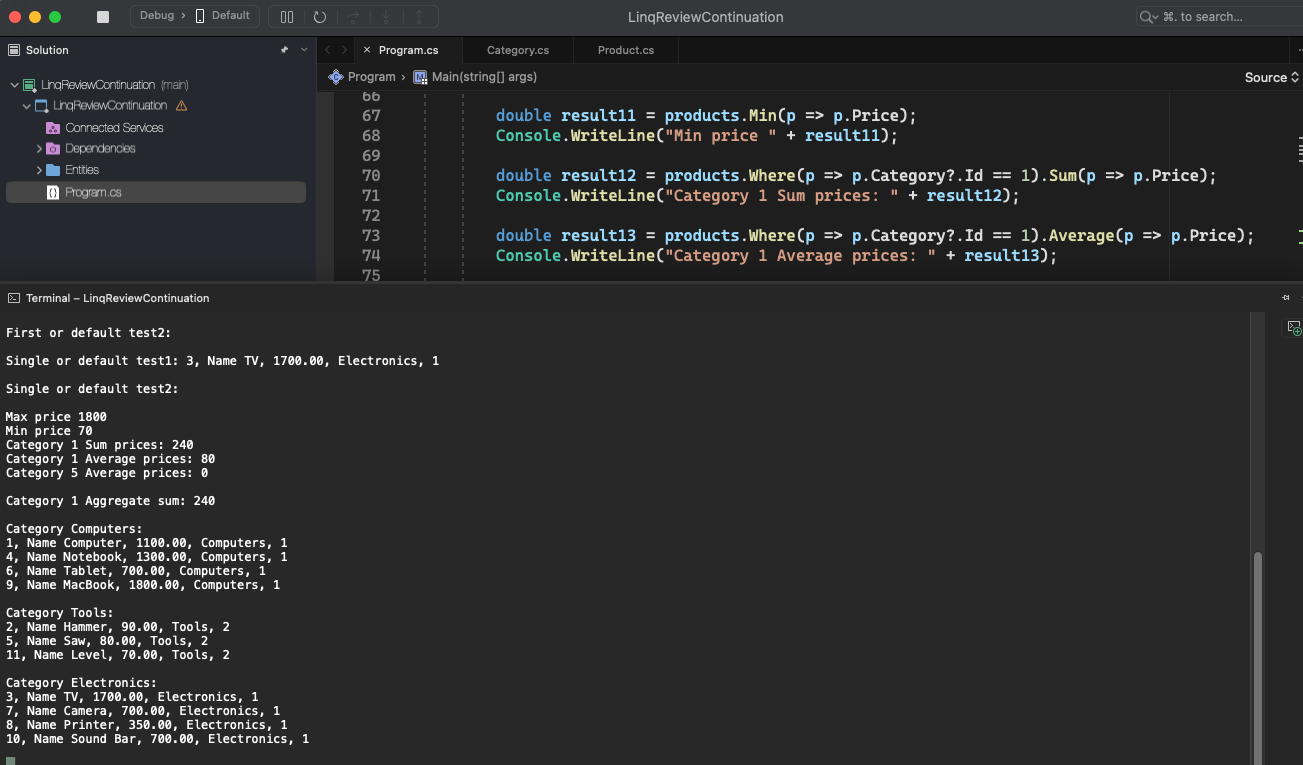 Debug › Default
LinqReviewContinuation
⌘. to search...
Solution
Program.cs
Category.cs
Product.cs
LinqReviewContinuation (main)
LinqReviewContinuation
Connected Services
Dependencies
Entities
Program.cs
Program › Main(string[] args)
Source
66
67 double result11 = products.Min(p => p.Price);
68 Console.WriteLine("Min price " + result11);
69
70 double result12 = products.Where(p => p.Category?.Id == 1).Sum(p => p.Price);
71 Console.WriteLine("Category 1 Sum prices: " + result12);
72
73 double result13 = products.Where(p => p.Category?.Id == 1).Average(p => p.Price);
74 Console.WriteLine("Category 1 Average prices: " + result13);
75
Terminal – LinqReviewContinuation
First or default test2:
Single or default test1: 3, Name TV, 1700.00, Electronics, 1
Single or default test2:
Max price 1800
Min price 70
Category 1 Sum prices: 240
Category 1 Average prices: 80
Category 5 Average prices: 0
Category 1 Aggregate sum: 240
Category Computers:
1, Name Computer, 1100.00, Computers, 1
4, Name Notebook, 1300.00, Computers, 1
6, Name Tablet, 700.00, Computers, 1
9, Name MacBook, 1800.00, Computers, 1
Category Tools:
2, Name Hammer, 90.00, Tools, 2
5, Name Saw, 80.00, Tools, 2
11, Name Level, 70.00, Tools, 2
Category Electronics:
3, Name TV, 1700.00, Electronics, 1
7, Name Camera, 700.00, Electronics, 1
8, Name Printer, 350.00, Electronics, 1
10, Name Sound Bar, 700.00, Electronics, 1